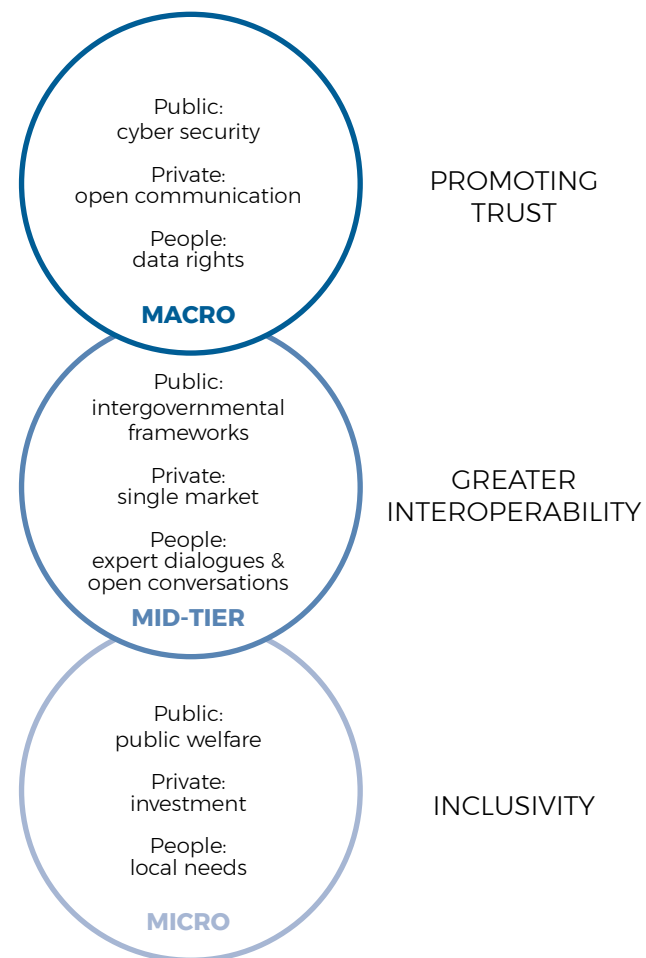 Public:
cyber security
Private:
open communication
People:
data rights
MACRO
PROMOTING
TRUST
Public:
intergovernmental
frameworks
Private:
single market
People:
expert dialogues &
open conversations
MID-TIER
GREATER
INTEROPERABILITY
Public:
public welfare
Private:
investment
People:
local needs
MICRO
INCLUSIVITY